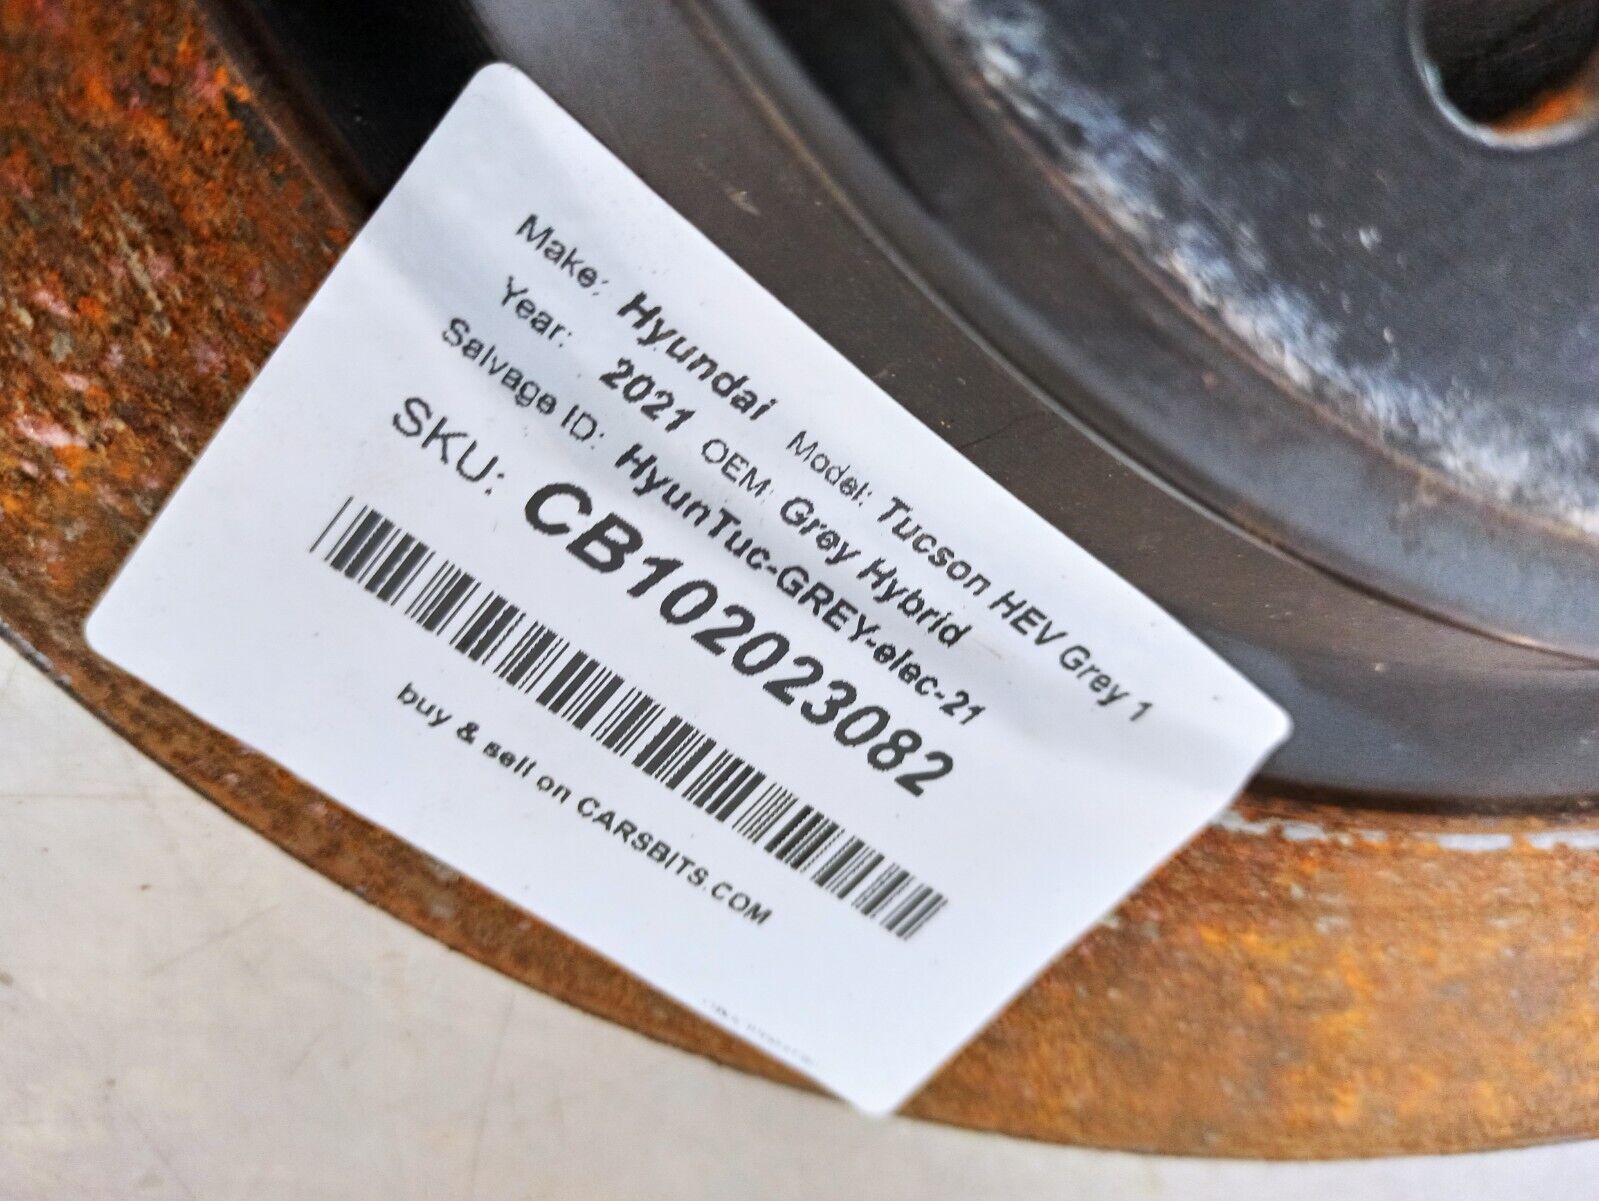 Make: Hyundai Model: Tucson HEV Grey 1
Year: 2021 OEM: Grey Hybrid
Salvage ID: HyunTuc-GREY-elec-21
SKU: CB102023082
buy & sell on CARSBITS.COM